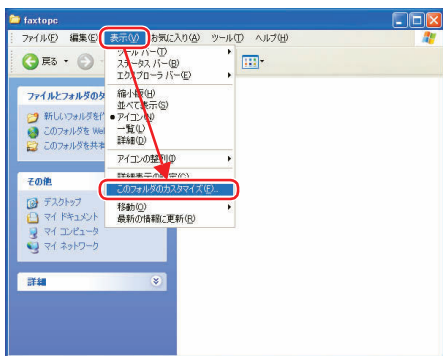 faxtopc
ファイル(F) 編集(E) 表示(V) お気に入り(A) ツール(T) ヘルプ(H)
戻る
ツール バー(T)
ステータス バー(B)
エクスプローラ バー(E)
縮小版(H)
並べて表示(S)
アイコン(N)
一覧(L)
詳細(D)
アイコンの整列(I)
詳細表示の設定(C)
このフォルダのカスタマイズ(F)...
移動(O)
最新の情報に更新(R)
ファイルとフォルダのタ
新しいフォルダを作
このフォルダを Web
このフォルダを共有
その他
デスクトップ
マイ ドキュメント
マイ コンピュータ
マイ ネットワーク
詳細